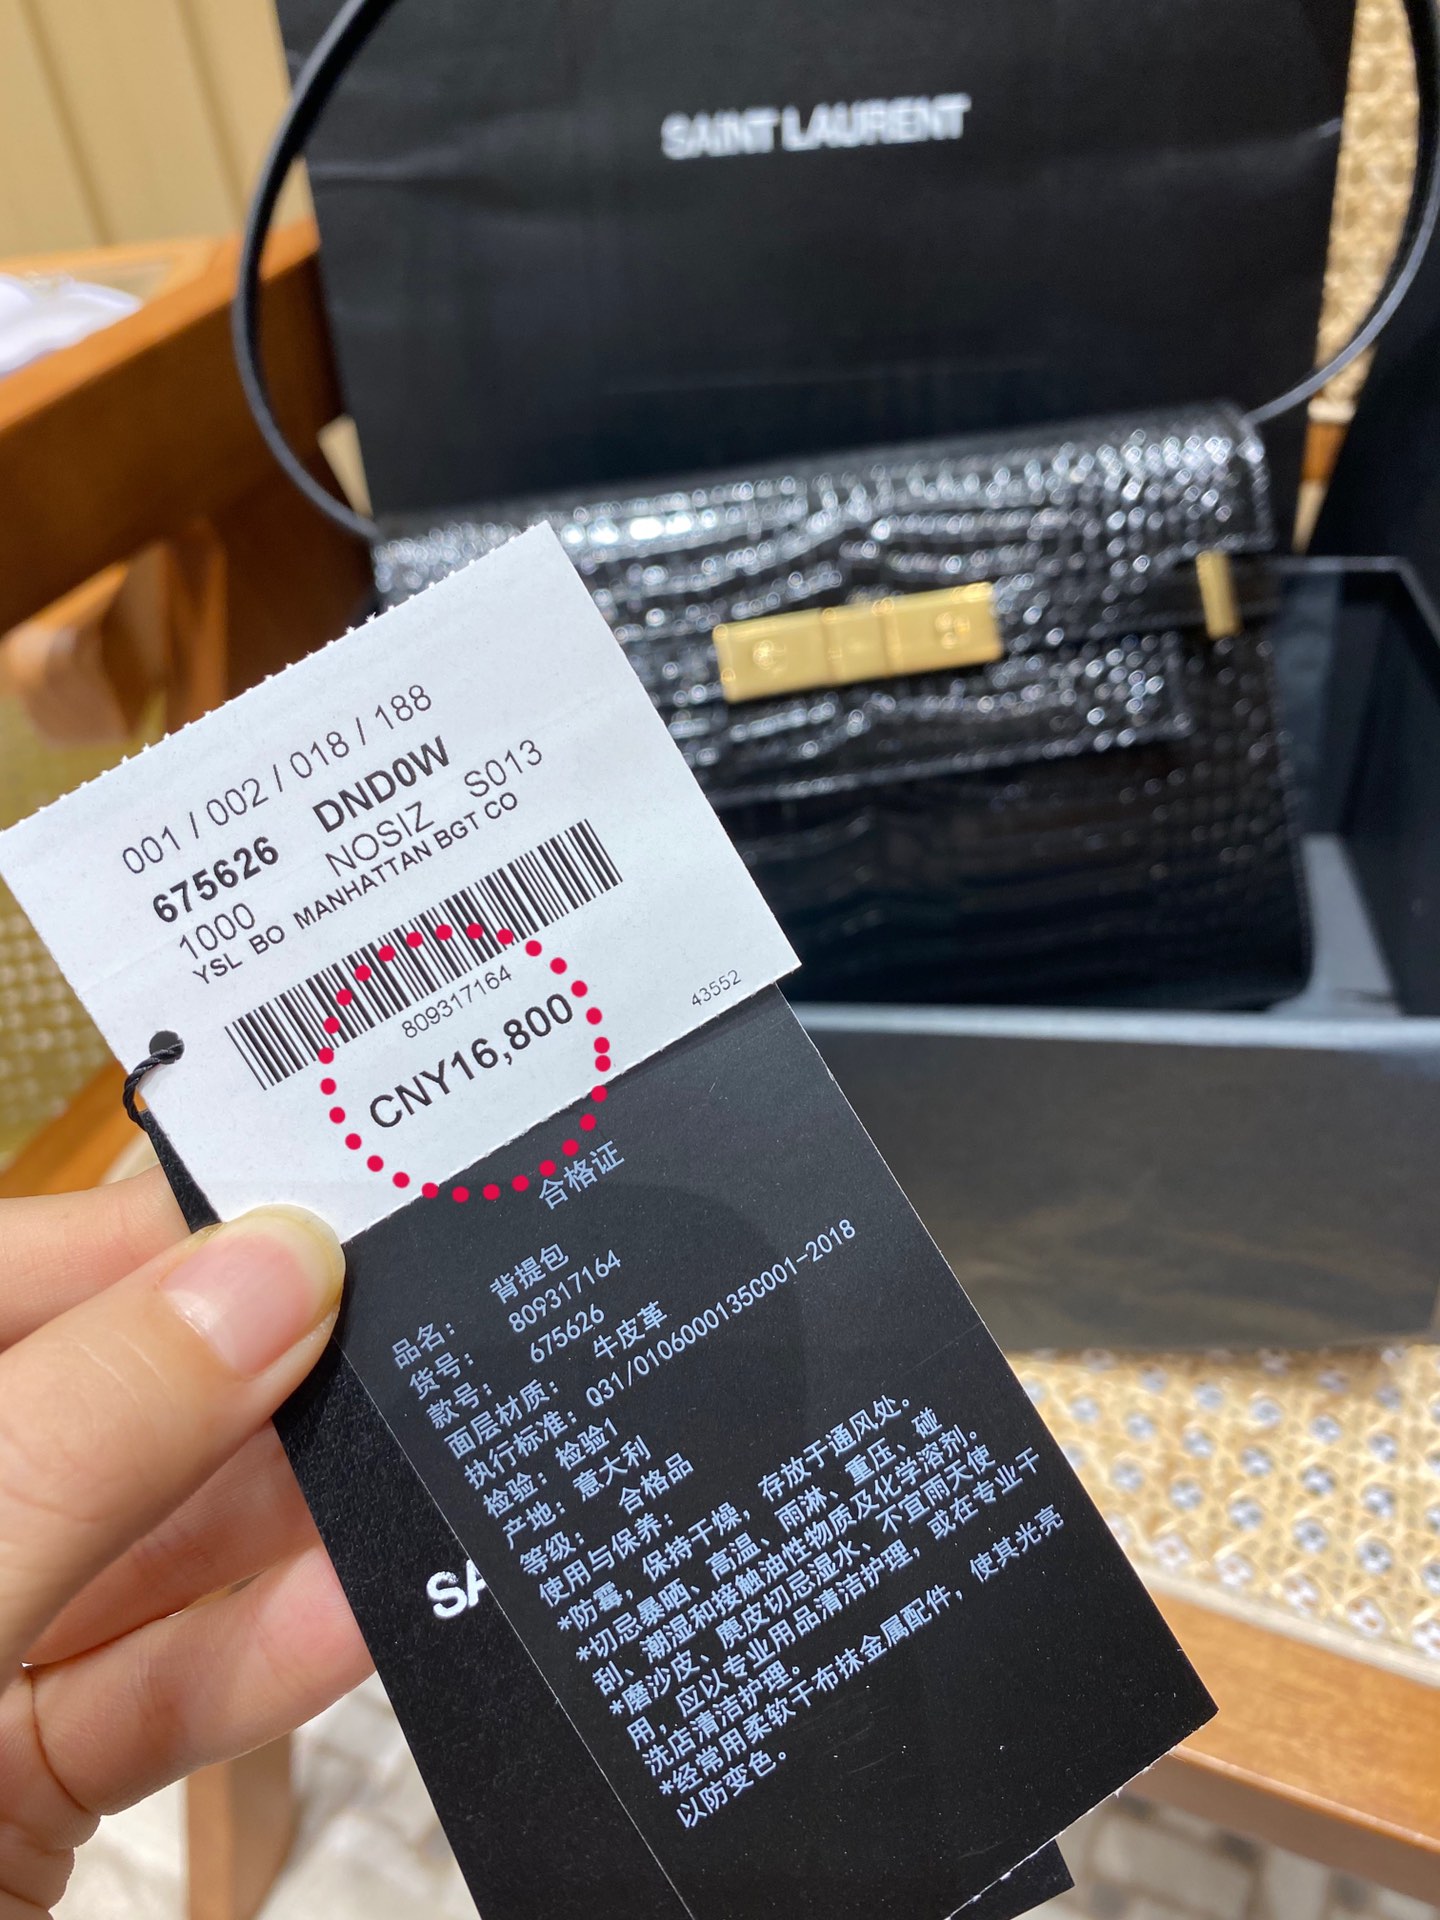 SAINT LAURENT
001 / 002 / 018 / 188
675626 DND0W
1000 NOSIZ S013
YSL BO MANHATTAN BGT CO
809317164
43552
CNY16,800
合格证
品名: 背提包
货号: 809317164
款号: 675626
面层材质: 牛皮革
执行标准: Q31/0106000135C001-2018
检验: 检验1
产地: 意大利
等级: 合格品
使用与保养:
*防霉，保持干燥，存放于通风处。
*切忌暴晒、高温、雨淋、重压、碰
刮、潮湿和接触油性物质及化学溶剂。
*磨沙皮、麂皮切忌湿水、不宜雨天使
用，应以专业用品清洁护理，或在专业干
洗店清洁护理。
*经常用柔软干布抹金属配件，使其光亮
以防变色。
SA